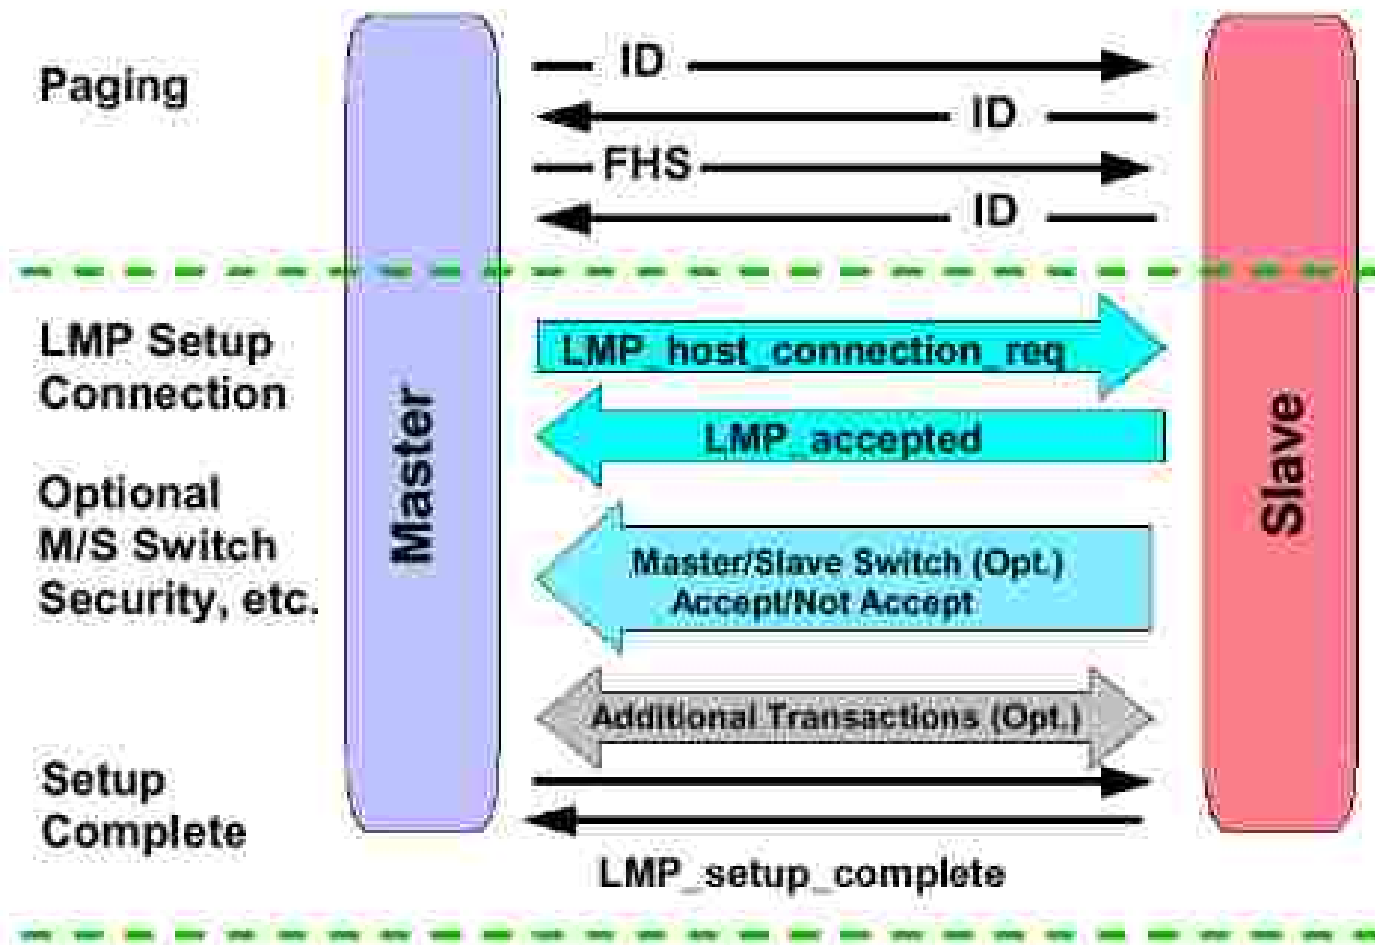 Paging
ID
ID
FHS
ID
LMP Setup
Connection
LMP_host_connection_req
LMP_accepted
Master
Slave
Optional
M/S Switch
Security, etc.
Master/Slave Switch (Opt.)
Accept/Not Accept
Additional Transactions (Opt.)
Setup
Complete
LMP_setup_complete